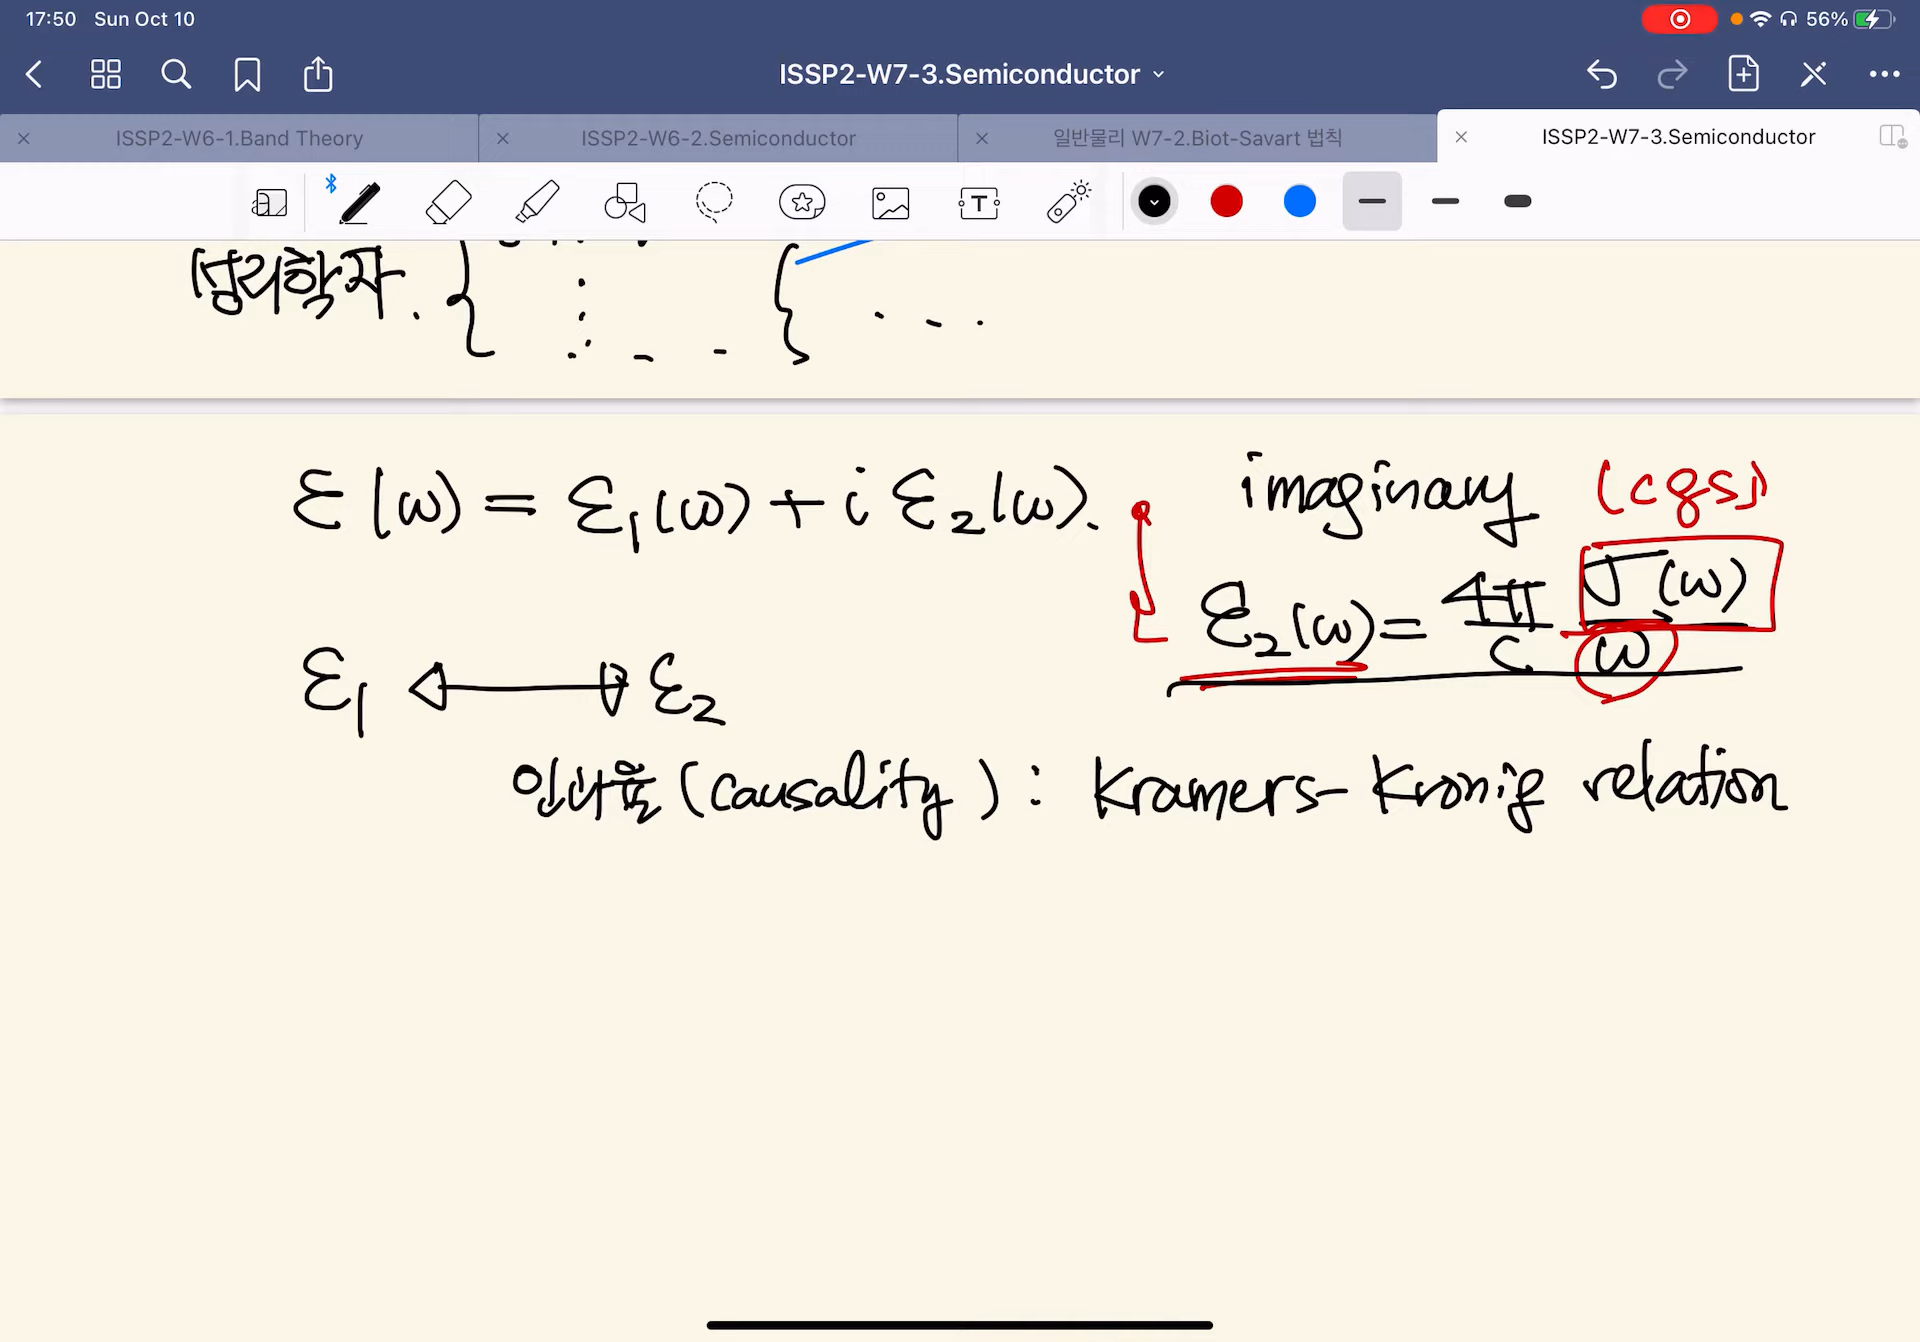 17:50 Sun Oct 10 56%
ISSP2-W7-3.Semiconductor
ISSP2-W6-1.Band Theory ISSP2-W6-2.Semiconductor 일반물리 W7-2.Biot-Savart 법칙 ISSP2-W7-3.Semiconductor
T
물리학자.
ε(ω) = ε₁(ω) + i ε₂(ω). imaginary (cgs)
ε₂(ω) = 4π/c σ(ω)/ω
ε₁ ↔ ε₂
인과율 (causality) : Kramers-Kronig relation